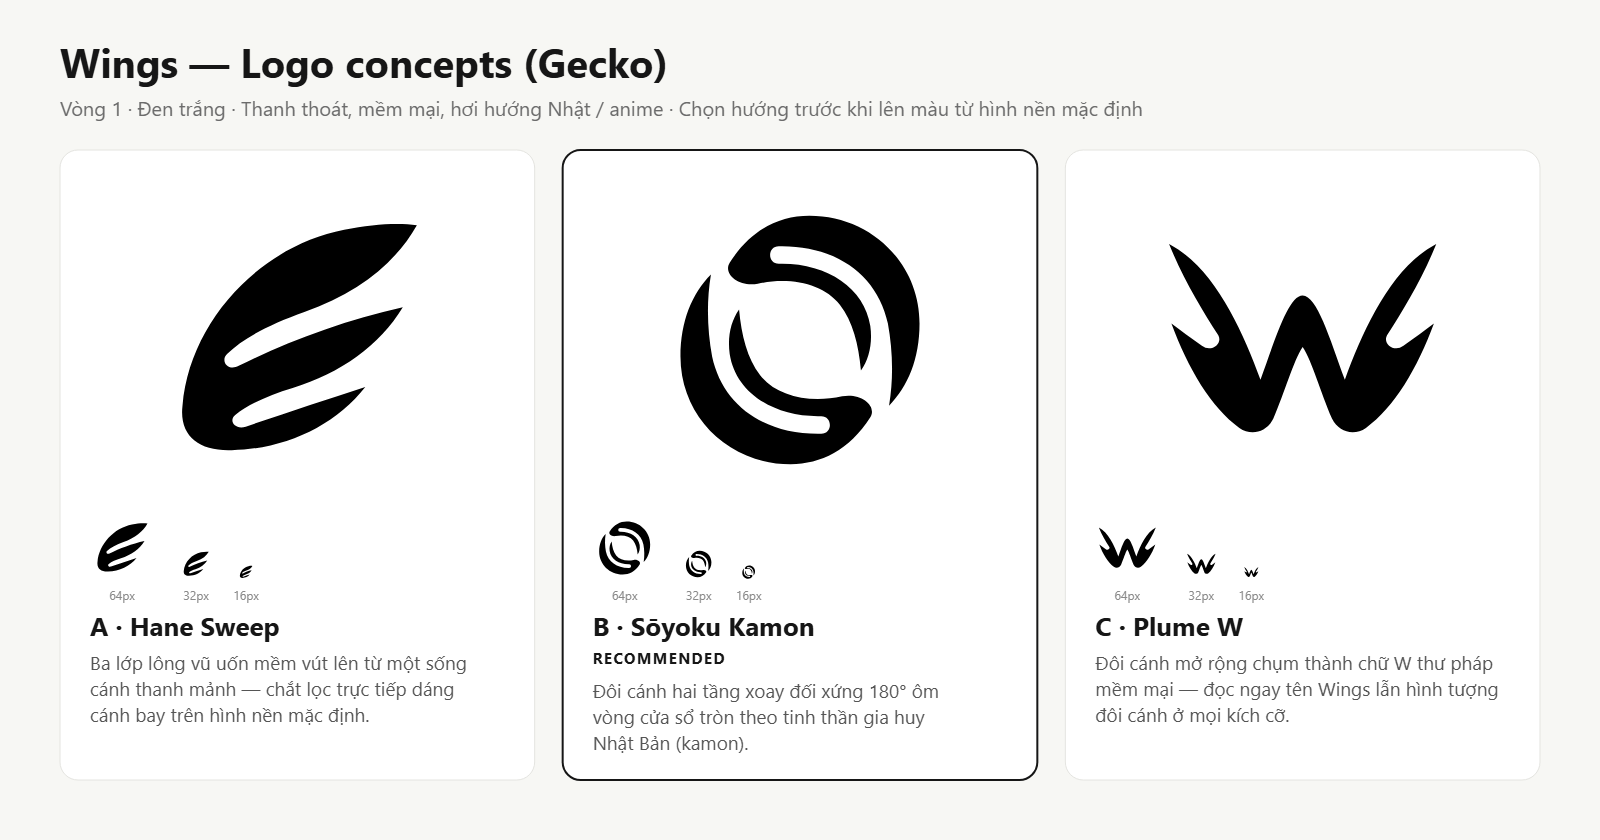 Wings — Logo concepts (Gecko)
Vòng 1 · Đen trắng · Thanh thoát, mềm mại, hơi hướng Nhật / anime · Chọn hướng trước khi lên màu từ hình nền mặc định
64px 32px 16px
A · Hane Sweep
Ba lớp lông vũ uốn mềm vút lên từ một sống
cánh thanh mảnh — chắt lọc trực tiếp dáng
cánh bay trên hình nền mặc định.
64px 32px 16px
B · Sōyoku Kamon
RECOMMENDED
Đôi cánh hai tầng xoay đối xứng 180° ôm
vòng cửa sổ tròn theo tinh thần gia huy
Nhật Bản (kamon).
64px 32px 16px
C · Plume W
Đôi cánh mở rộng chụm thành chữ W thư pháp
mềm mại — đọc ngay tên Wings lẫn hình tượng
đôi cánh ở mọi kích cỡ.